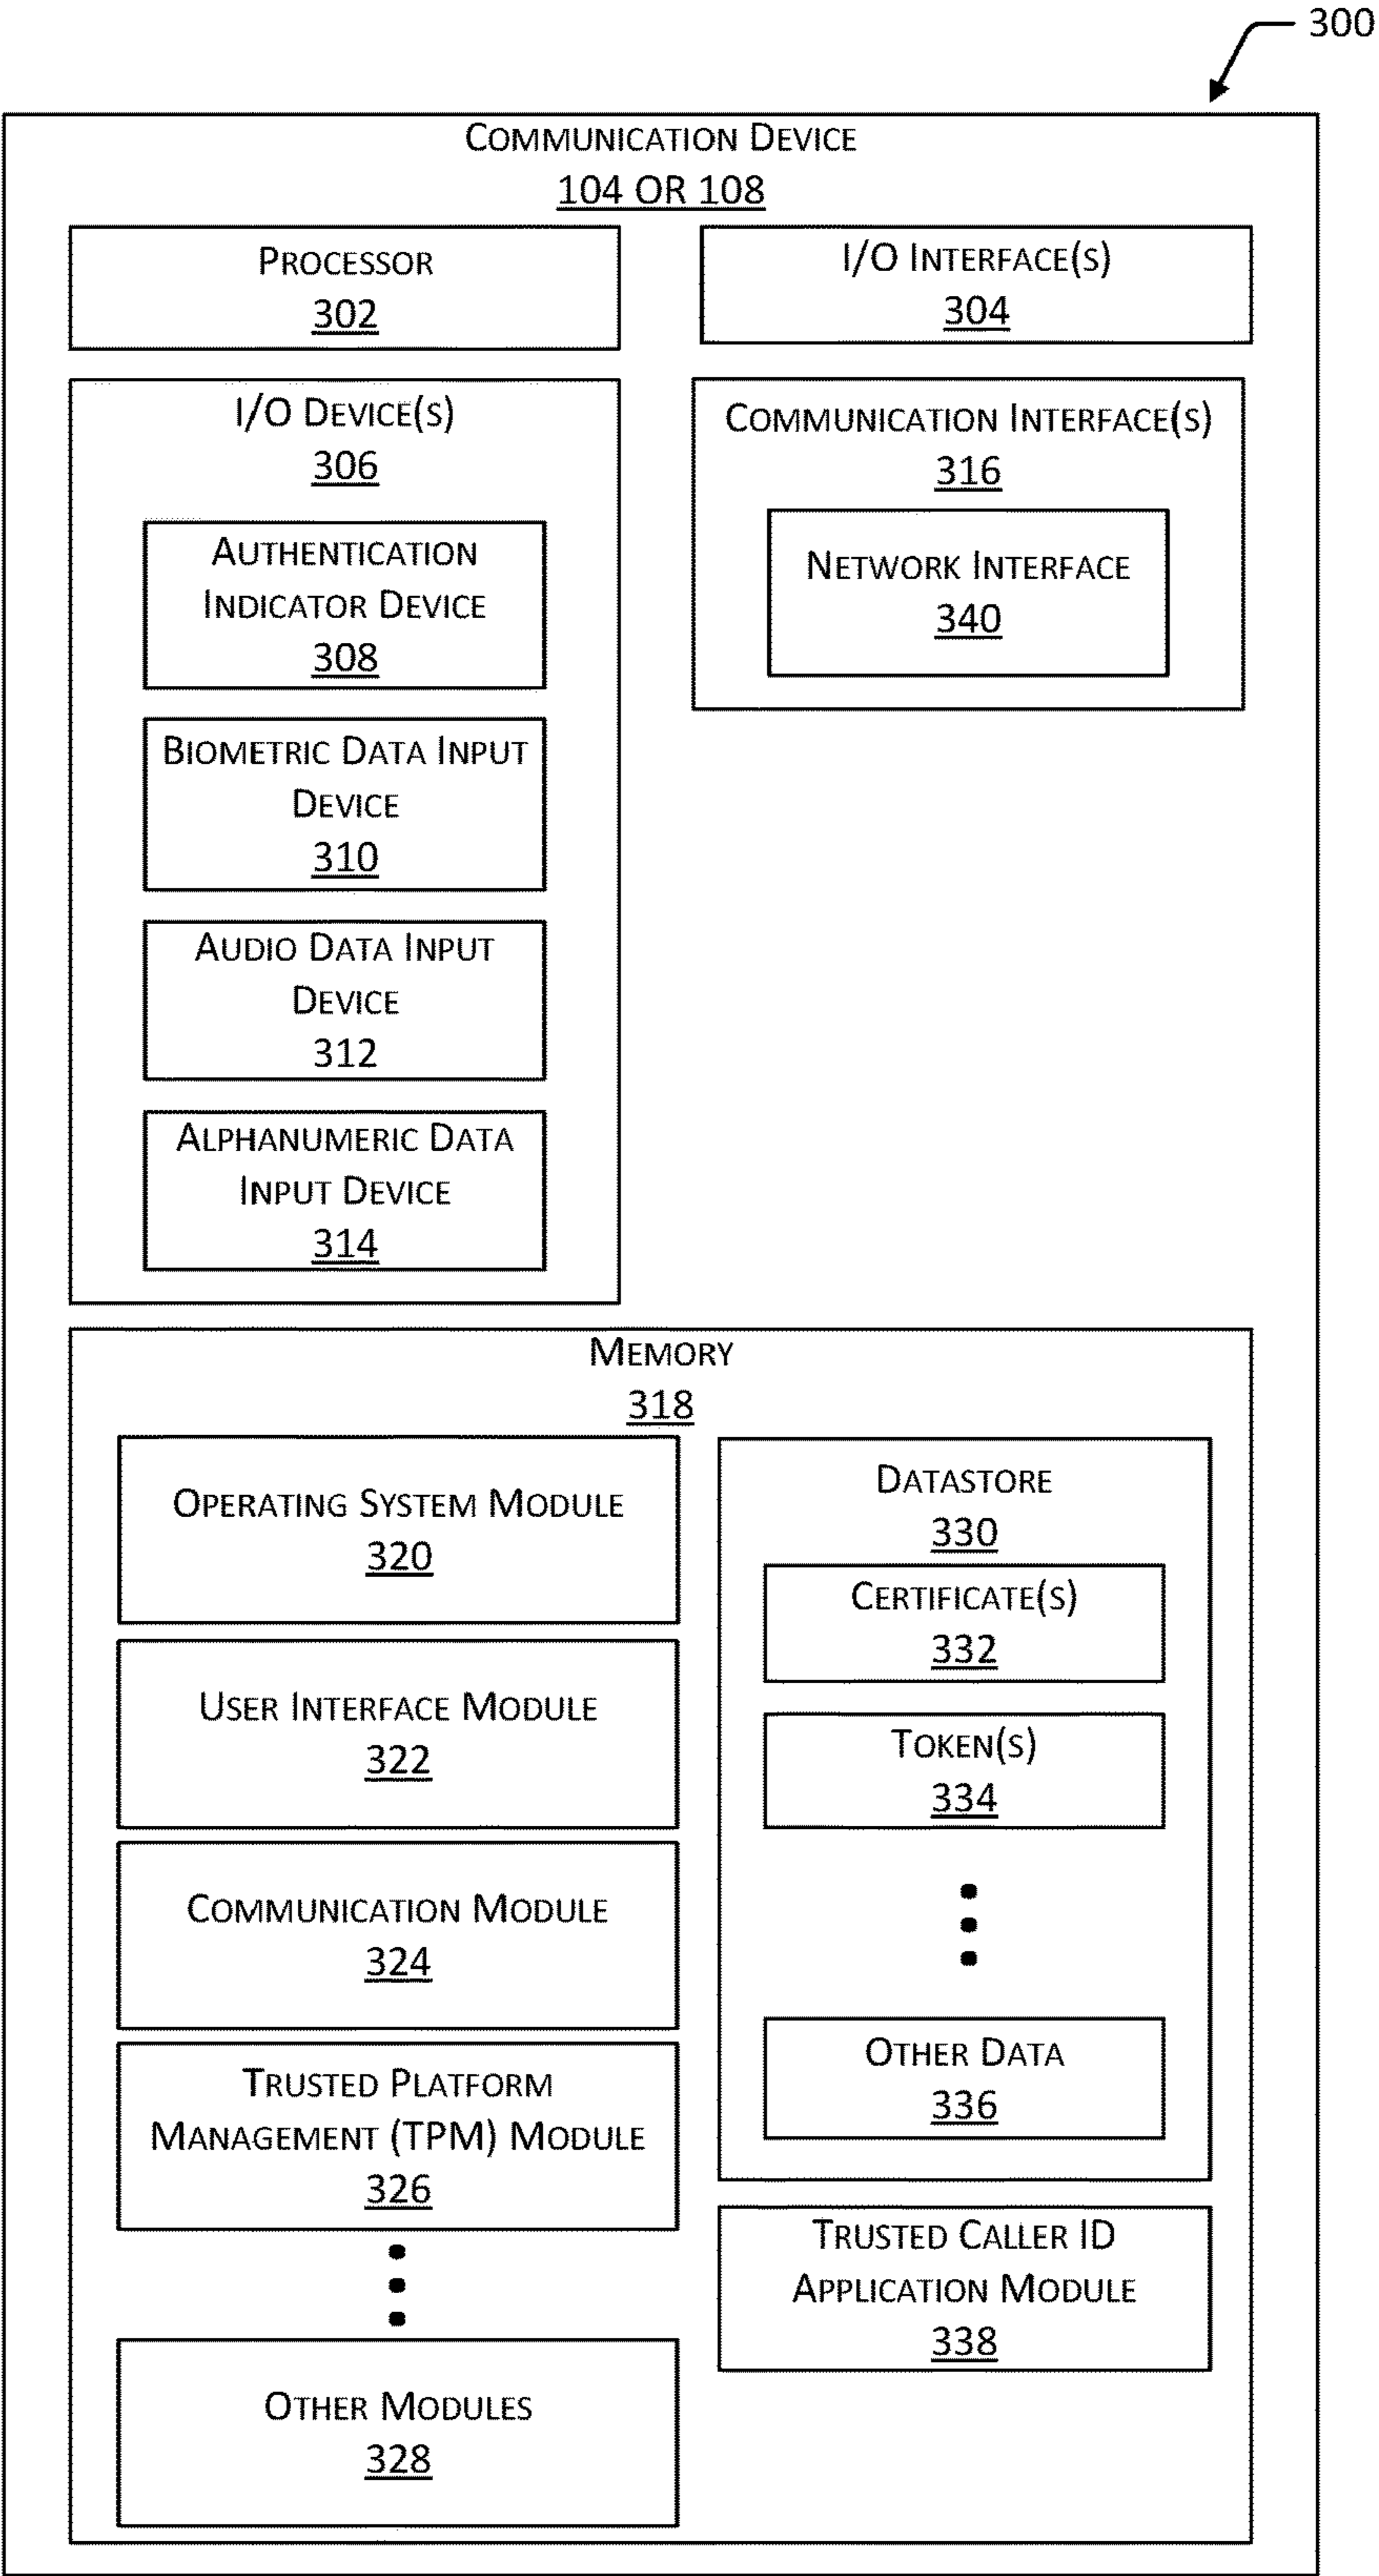 300
COMMUNICATION DEVICE
104 OR 108
PROCESSOR
302
I/O INTERFACE(S)
304
I/O DEVICE(S)
306
AUTHENTICATION
INDICATOR DEVICE
308
BIOMETRIC DATA INPUT
DEVICE
310
AUDIO DATA INPUT
DEVICE
312
ALPHANUMERIC DATA
INPUT DEVICE
314
COMMUNICATION INTERFACE(S)
316
NETWORK INTERFACE
340
MEMORY
318
OPERATING SYSTEM MODULE
320
USER INTERFACE MODULE
322
COMMUNICATION MODULE
324
TRUSTED PLATFORM
MANAGEMENT (TPM) MODULE
326
OTHER MODULES
328
DATASTORE
330
CERTIFICATE(S)
332
TOKEN(S)
334
OTHER DATA
336
TRUSTED CALLER ID
APPLICATION MODULE
338